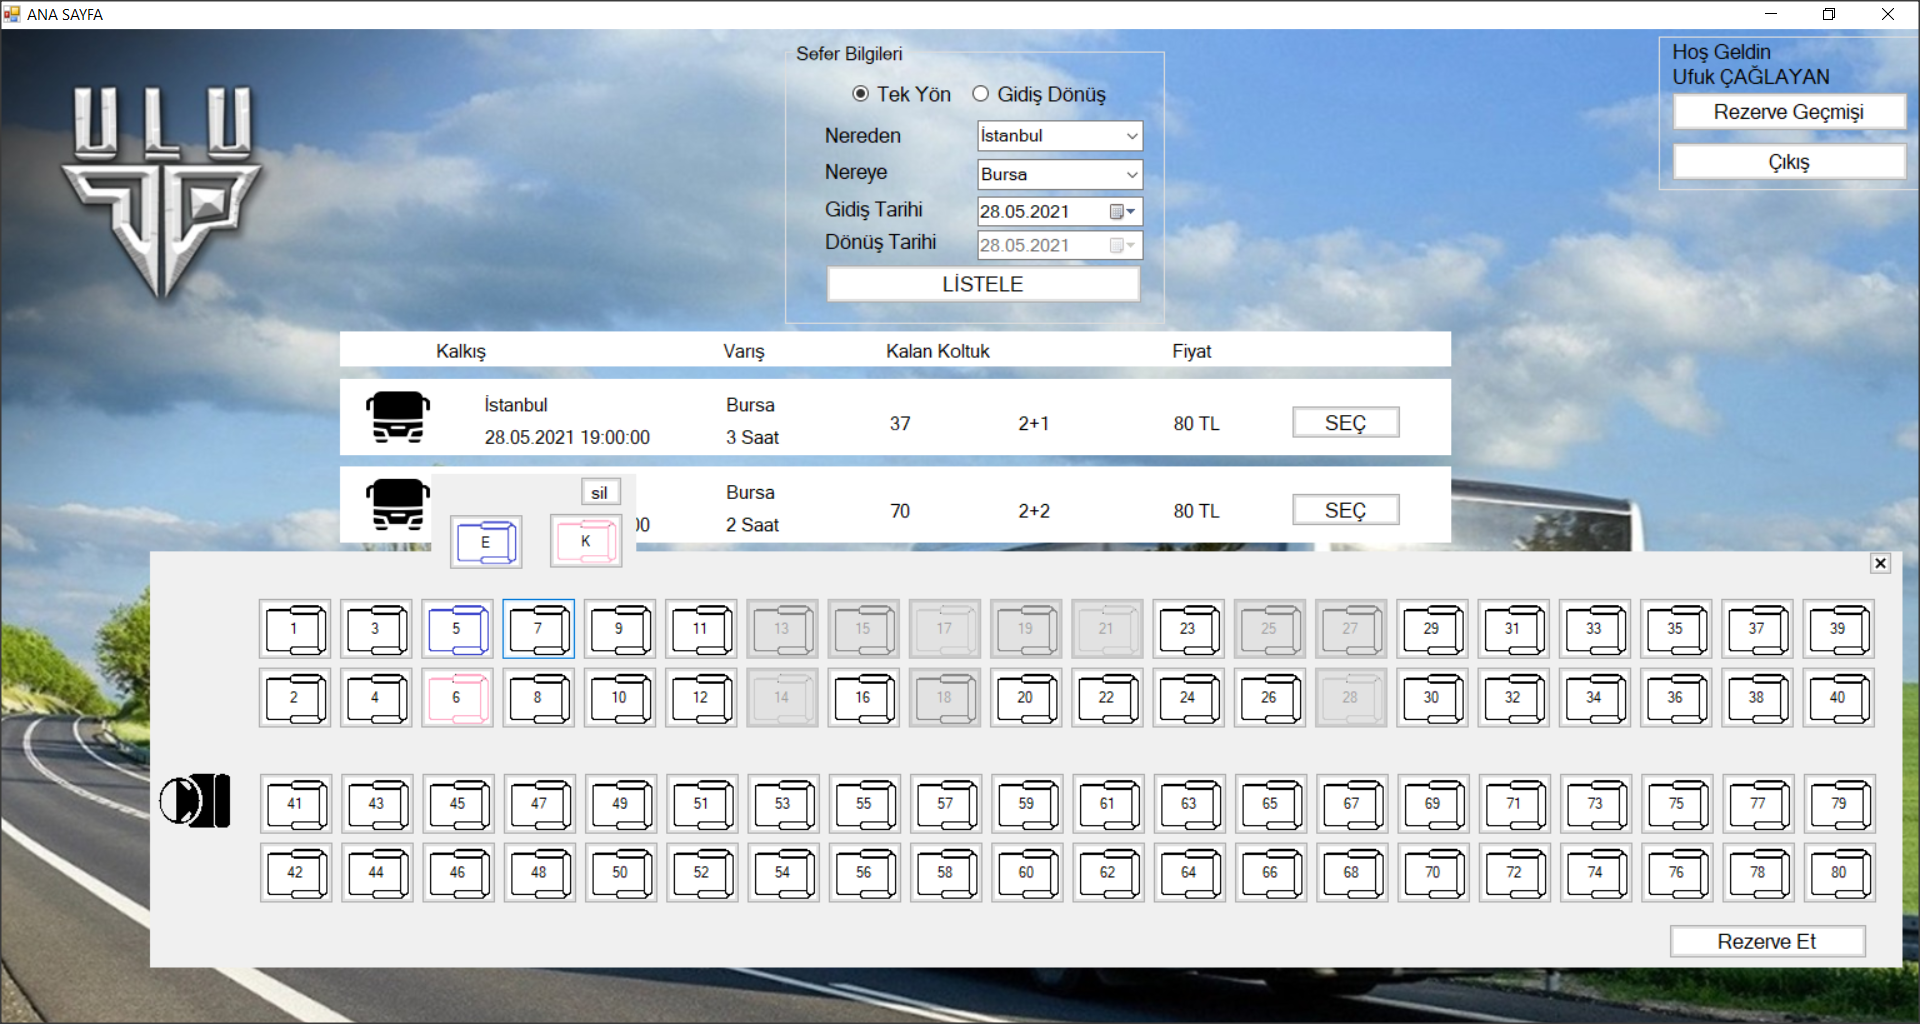 ANA SAYFA
ULU
Sefer Bilgileri
Tek Yön Gidiş Dönüş
Nereden İstanbul
Nereye Bursa
Gidiş Tarihi 28.05.2021
Dönüş Tarihi 28.05.2021
LİSTELE
Hoş Geldin
Ufuk ÇAĞLAYAN
Rezerve Geçmişi
Çıkış
Kalkış Varış Kalan Koltuk Fiyat
İstanbul Bursa
28.05.2021 19:00:00 3 Saat 37 2+1 80 TL SEÇ
sil Bursa
00 2 Saat 70 2+2 80 TL SEÇ
E K
1 3 5 7 9 11 13 15 17 19 21 23 25 27 29 31 33 35 37 39
2 4 6 8 10 12 14 16 18 20 22 24 26 28 30 32 34 36 38 40
41 43 45 47 49 51 53 55 57 59 61 63 65 67 69 71 73 75 77 79
42 44 46 48 50 52 54 56 58 60 62 64 66 68 70 72 74 76 78 80
Rezerve Et